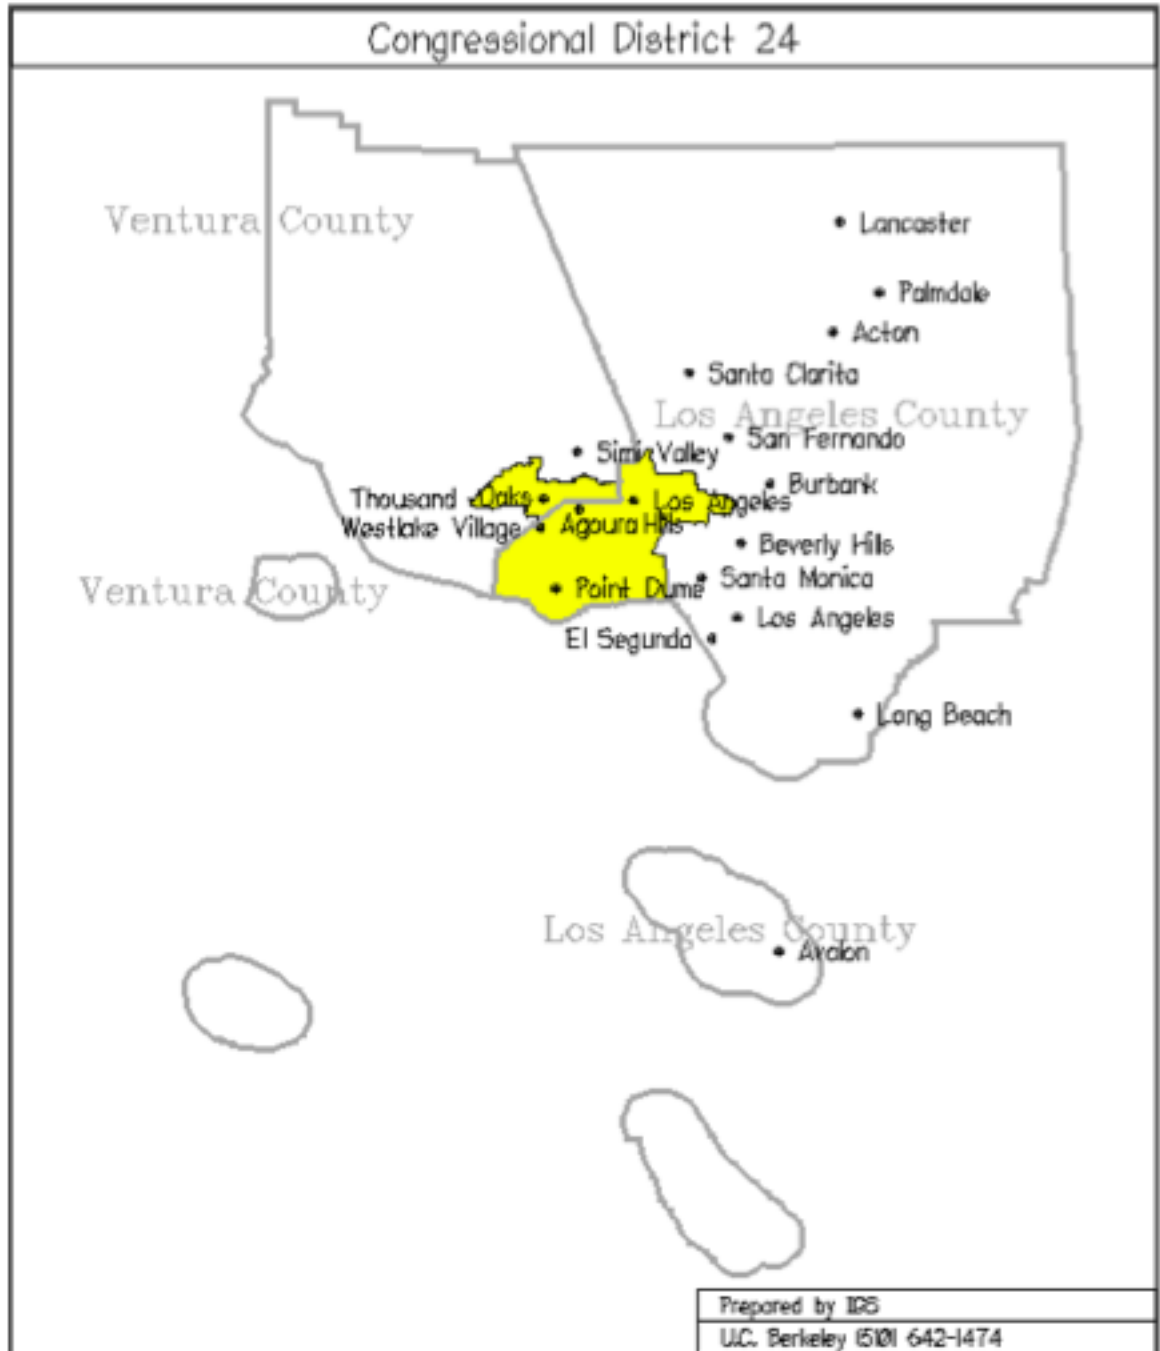 Congressional District 24
Ventura County
Lancaster
Palmdale
Acton
Santa Clarita
Los Angeles County
San Fernando
Simi Valley
Burbank
Thousand Oaks
Los Angeles
Westlake Village
Agoura Hills
Beverly Hills
Santa Monica
Ventura County
Point Dume
Los Angeles
El Segundo
Long Beach
Los Angeles County
Avalon
Prepared by IGS
U.C. Berkeley (510) 642-1474